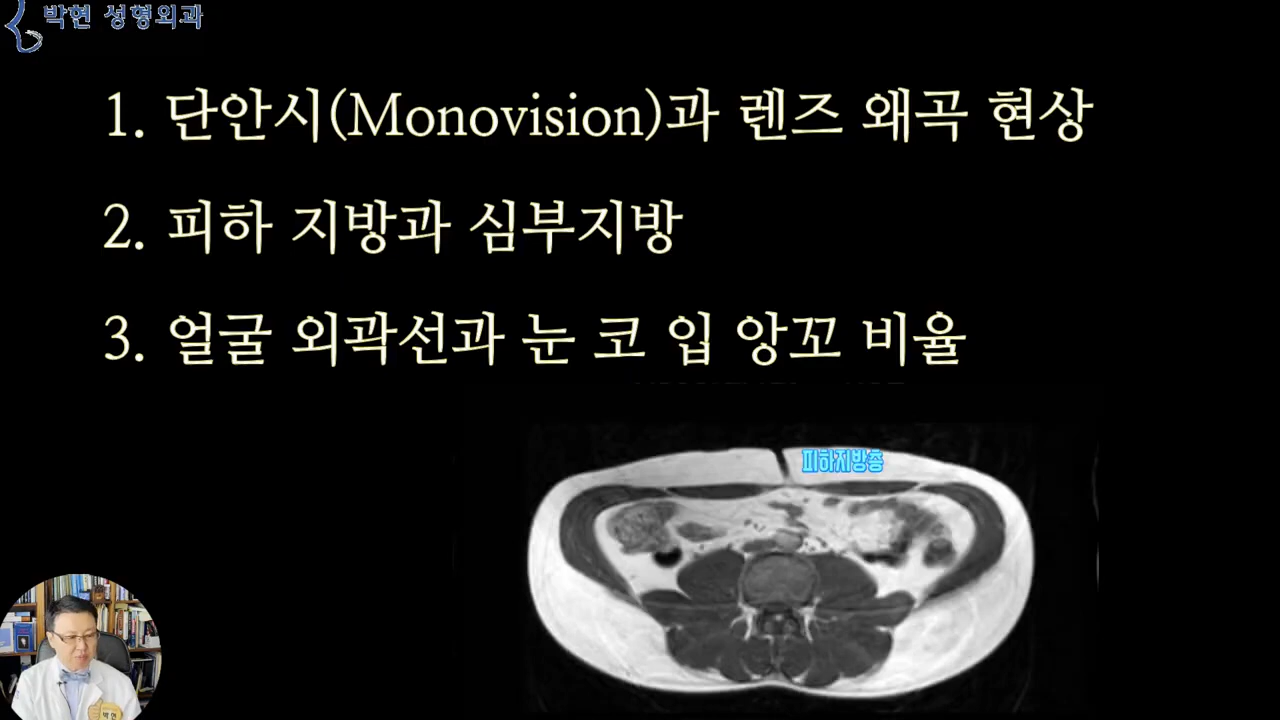 박현 성형외과
1. 단안시(Monovision)과 렌즈 왜곡 현상
2. 피하 지방과 심부지방
3. 얼굴 외곽선과 눈 코 입 앙꼬 비율
피하지방층
박현